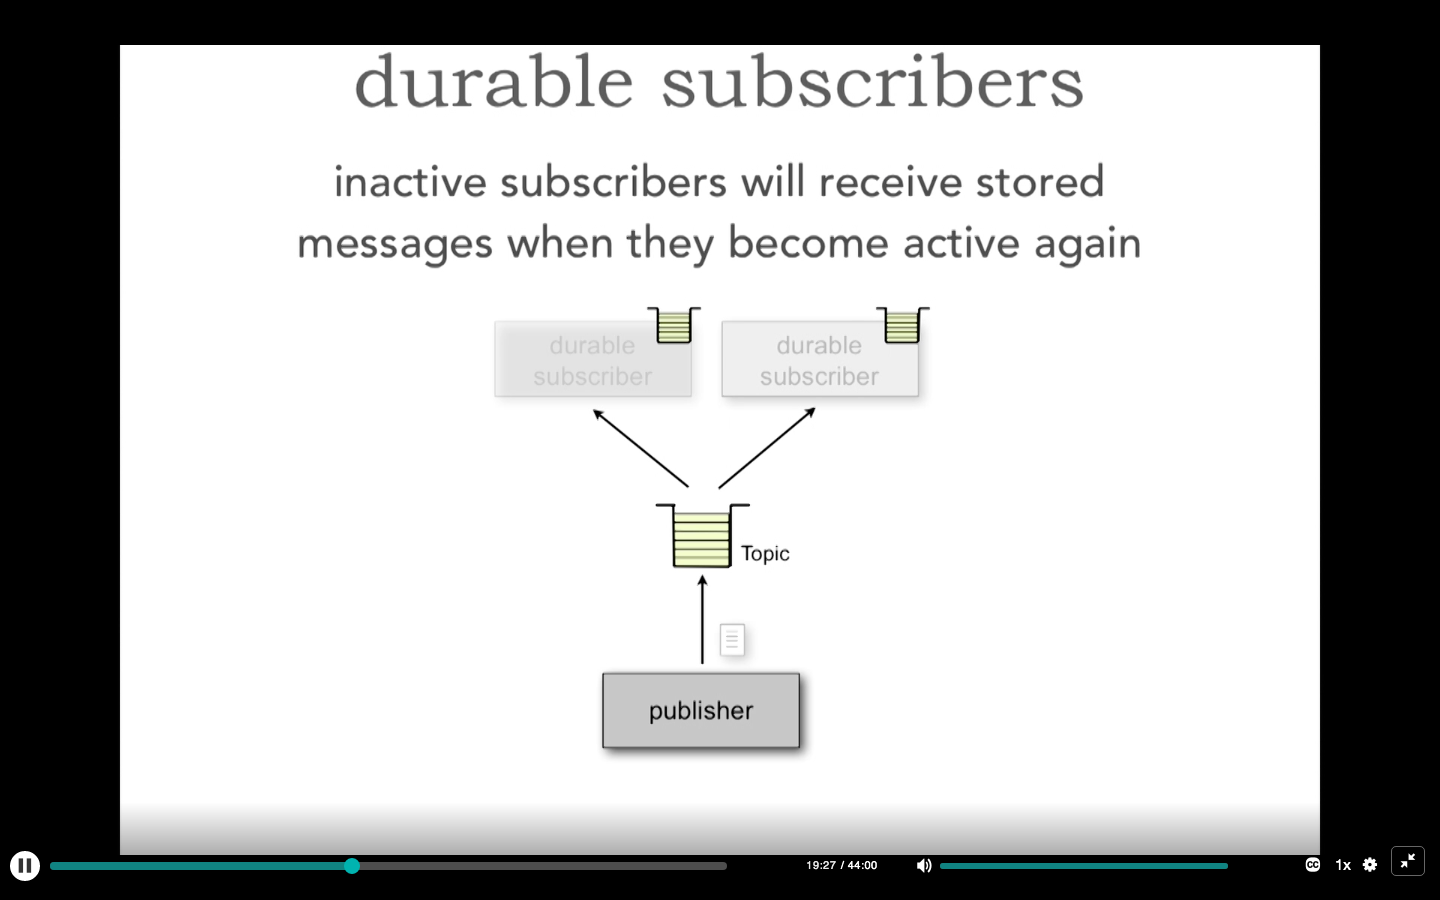 durable subscribers
inactive subscribers will receive stored
messages when they become active again
durable
subscriber
durable
subscriber
Topic
publisher
19:27 / 44:00
CC
1x